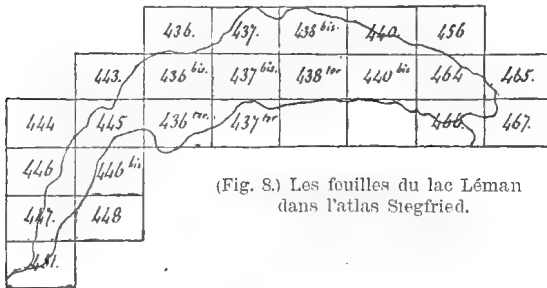 436. 437. 438 bis. 440. 456
443. 436 bis. 437 bis. 438 ter 440 bis 464 465.
444 445 436 ter. 437 ter 466. 467.
446 446 bis
447. 448
451.
(Fig. 8.) Les feuilles du lac Léman
dans l'atlas Siegfried.